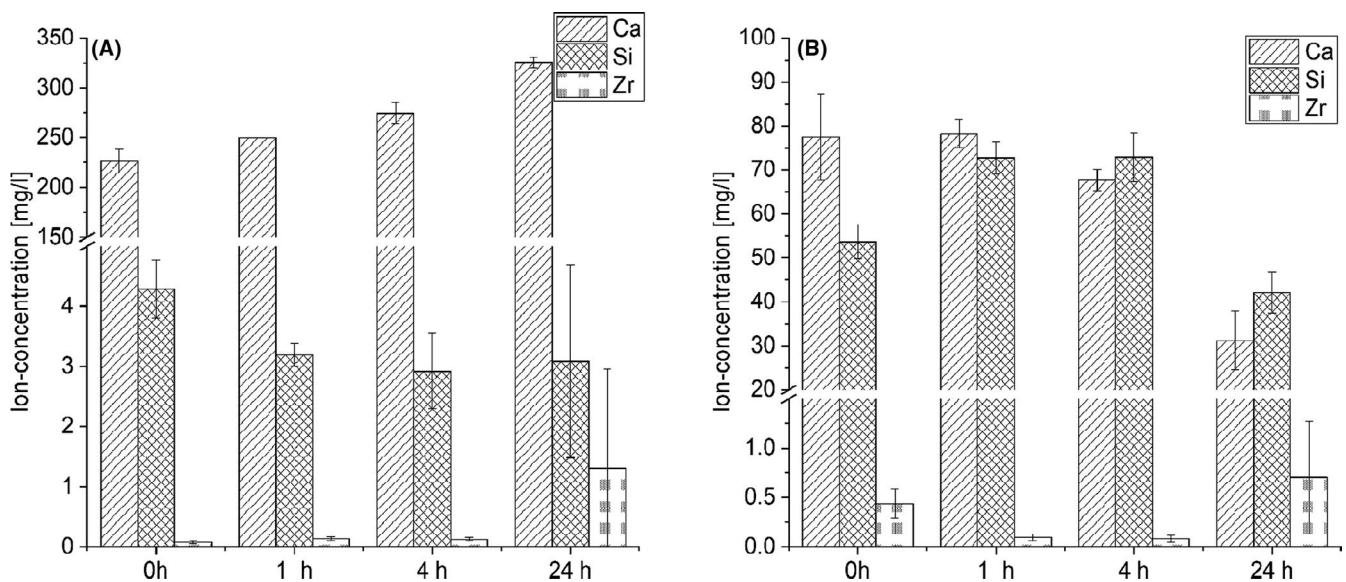 (A)
Ca
Si
Zr
Ion-concentration [mg/l]
350
300
250
200
150
4
3
2
1
0
0h
1 h
4 h
24 h
(B)
Ca
Si
Zr
Ion-concentration [mg/l]
100
90
80
70
60
50
40
30
20
1.0
0.5
0.0
0h
1 h
4 h
24 h